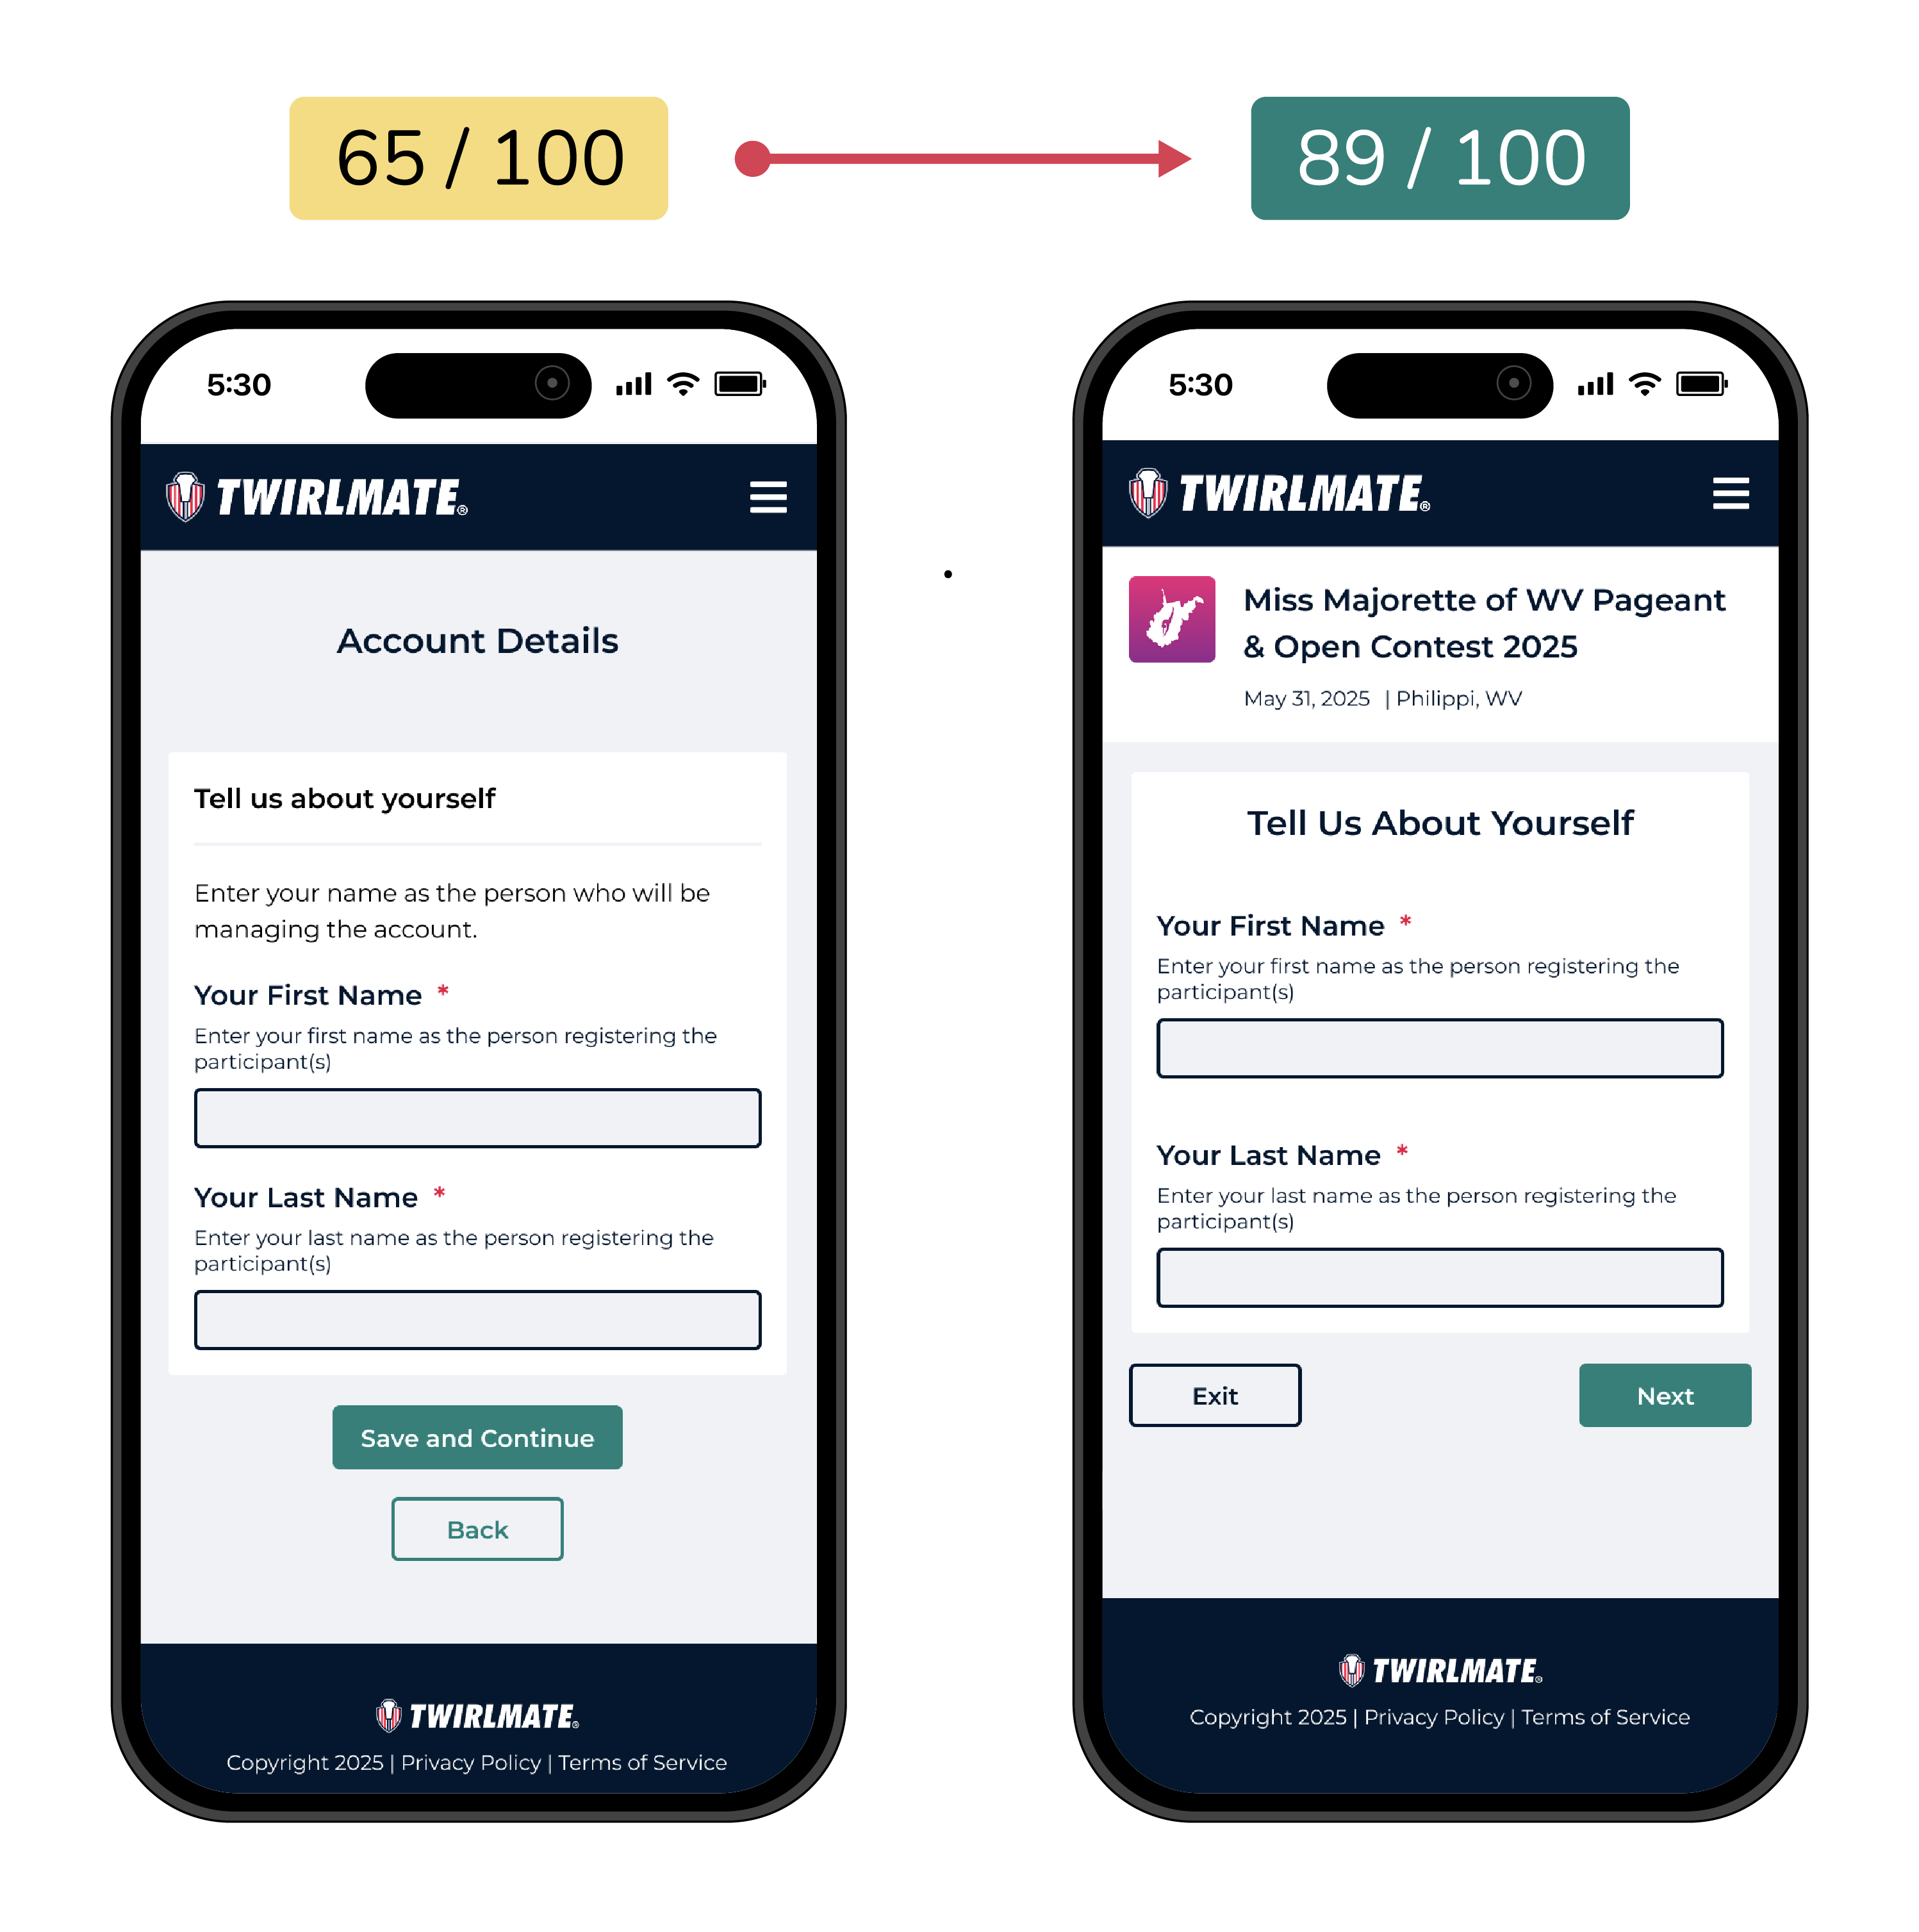 65 / 100
89 / 100
5:30
TWIRLMATE®
Account Details
Tell us about yourself
Enter your name as the person who will be
managing the account.
Your First Name *
Enter your first name as the person registering the
participant(s)
Your Last Name *
Enter your last name as the person registering the
participant(s)
Save and Continue
Back
TWIRLMATE®
Copyright 2025 | Privacy Policy | Terms of Service
5:30
TWIRLMATE®
Miss Majorette of WV Pageant
& Open Contest 2025
May 31, 2025 | Philippi, WV
Tell Us About Yourself
Your First Name *
Enter your first name as the person registering the
participant(s)
Your Last Name *
Enter your last name as the person registering the
participant(s)
Exit
Next
TWIRLMATE®
Copyright 2025 | Privacy Policy | Terms of Service